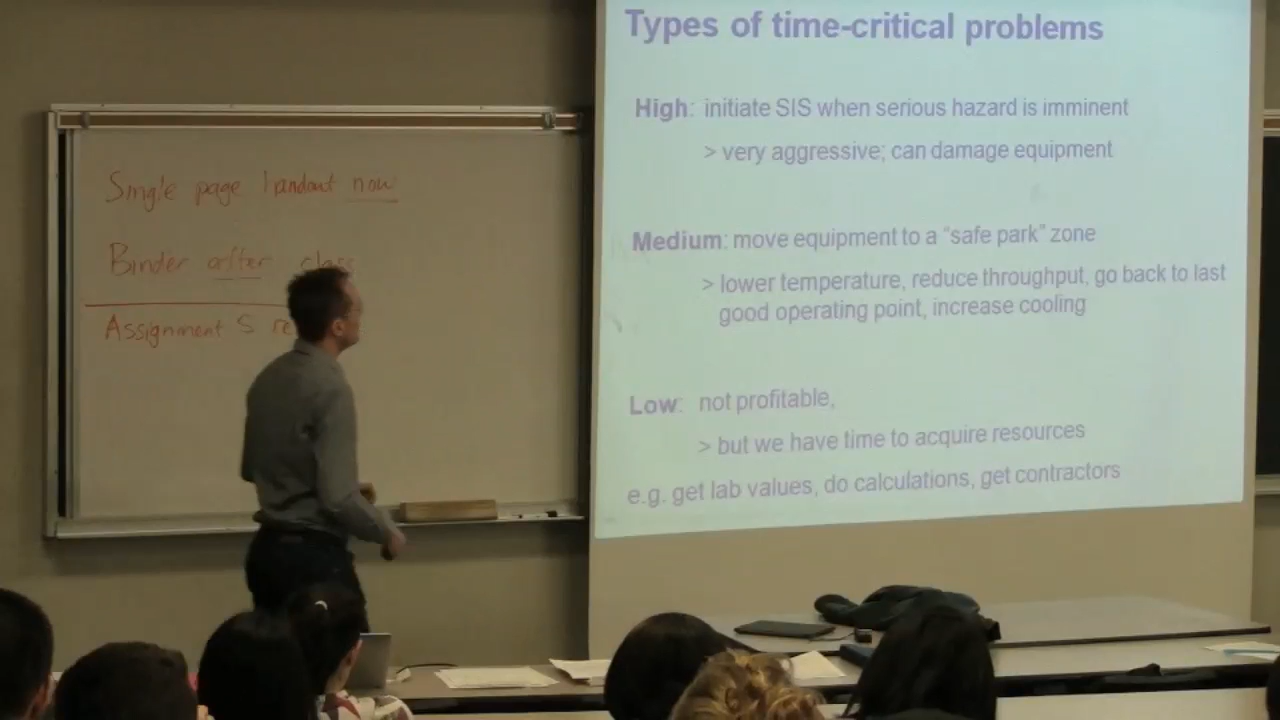 Single page handout now
Binder after class
Assignment 5
Types of time-critical problems
High: initiate SIS when serious hazard is imminent
> very aggressive; can damage equipment
Medium: move equipment to a "safe park" zone
> lower temperature, reduce throughput, go back to last
good operating point, increase cooling
Low: not profitable,
> but we have time to acquire resources
e.g. get lab values, do calculations, get contractors